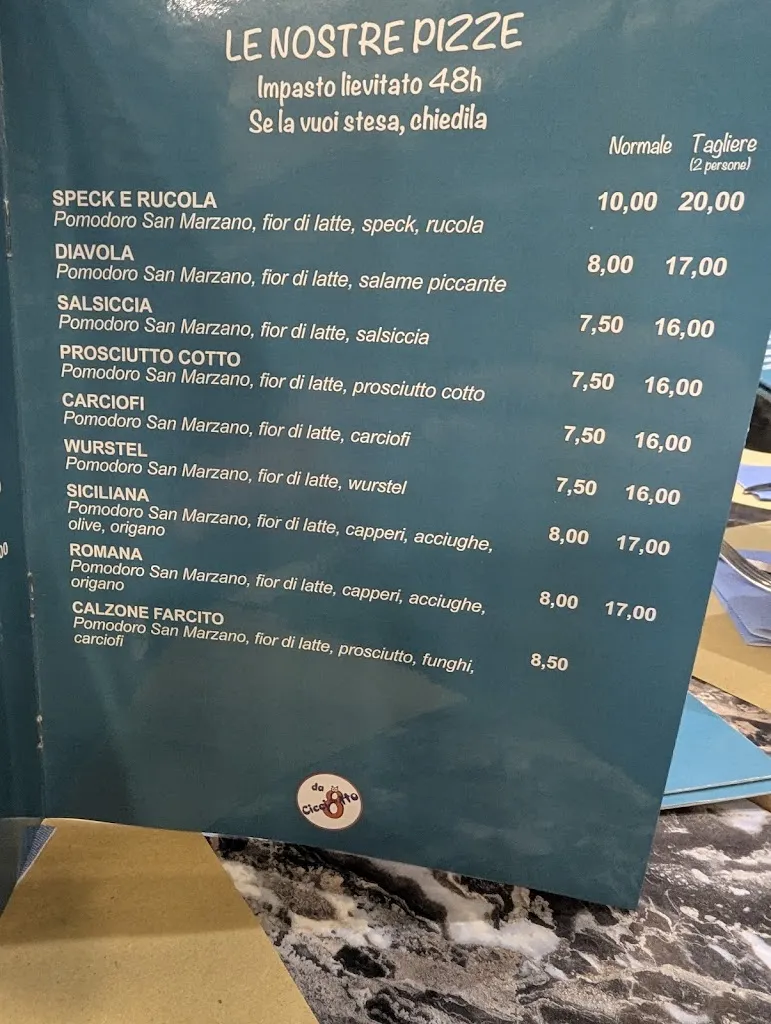 LE NOSTRE PIZZE
Impasto lievitato 48h
Se la vuoi stesa, chiedila
Normale Tagliere
(2 persone)
SPECK E RUCOLA 10,00 20,00
Pomodoro San Marzano, fior di latte, speck, rucola
DIAVOLA 8,00 17,00
Pomodoro San Marzano, fior di latte, salame piccante
SALSICCIA 7,50 16,00
Pomodoro San Marzano, fior di latte, salsiccia
PROSCIUTTO COTTO 7,50 16,00
Pomodoro San Marzano, fior di latte, prosciutto cotto
CARCIOFI 7,50 16,00
Pomodoro San Marzano, fior di latte, carciofi
WURSTEL 7,50 16,00
Pomodoro San Marzano, fior di latte, wurstel
SICILIANA 8,00 17,00
Pomodoro San Marzano, fior di latte, capperi, acciughe,
olive, origano
ROMANA 8,00 17,00
Pomodoro San Marzano, fior di latte, capperi, acciughe,
origano
CALZONE FARCITO 8,50
Pomodoro San Marzano, fior di latte, prosciutto, funghi,
carciofi
da